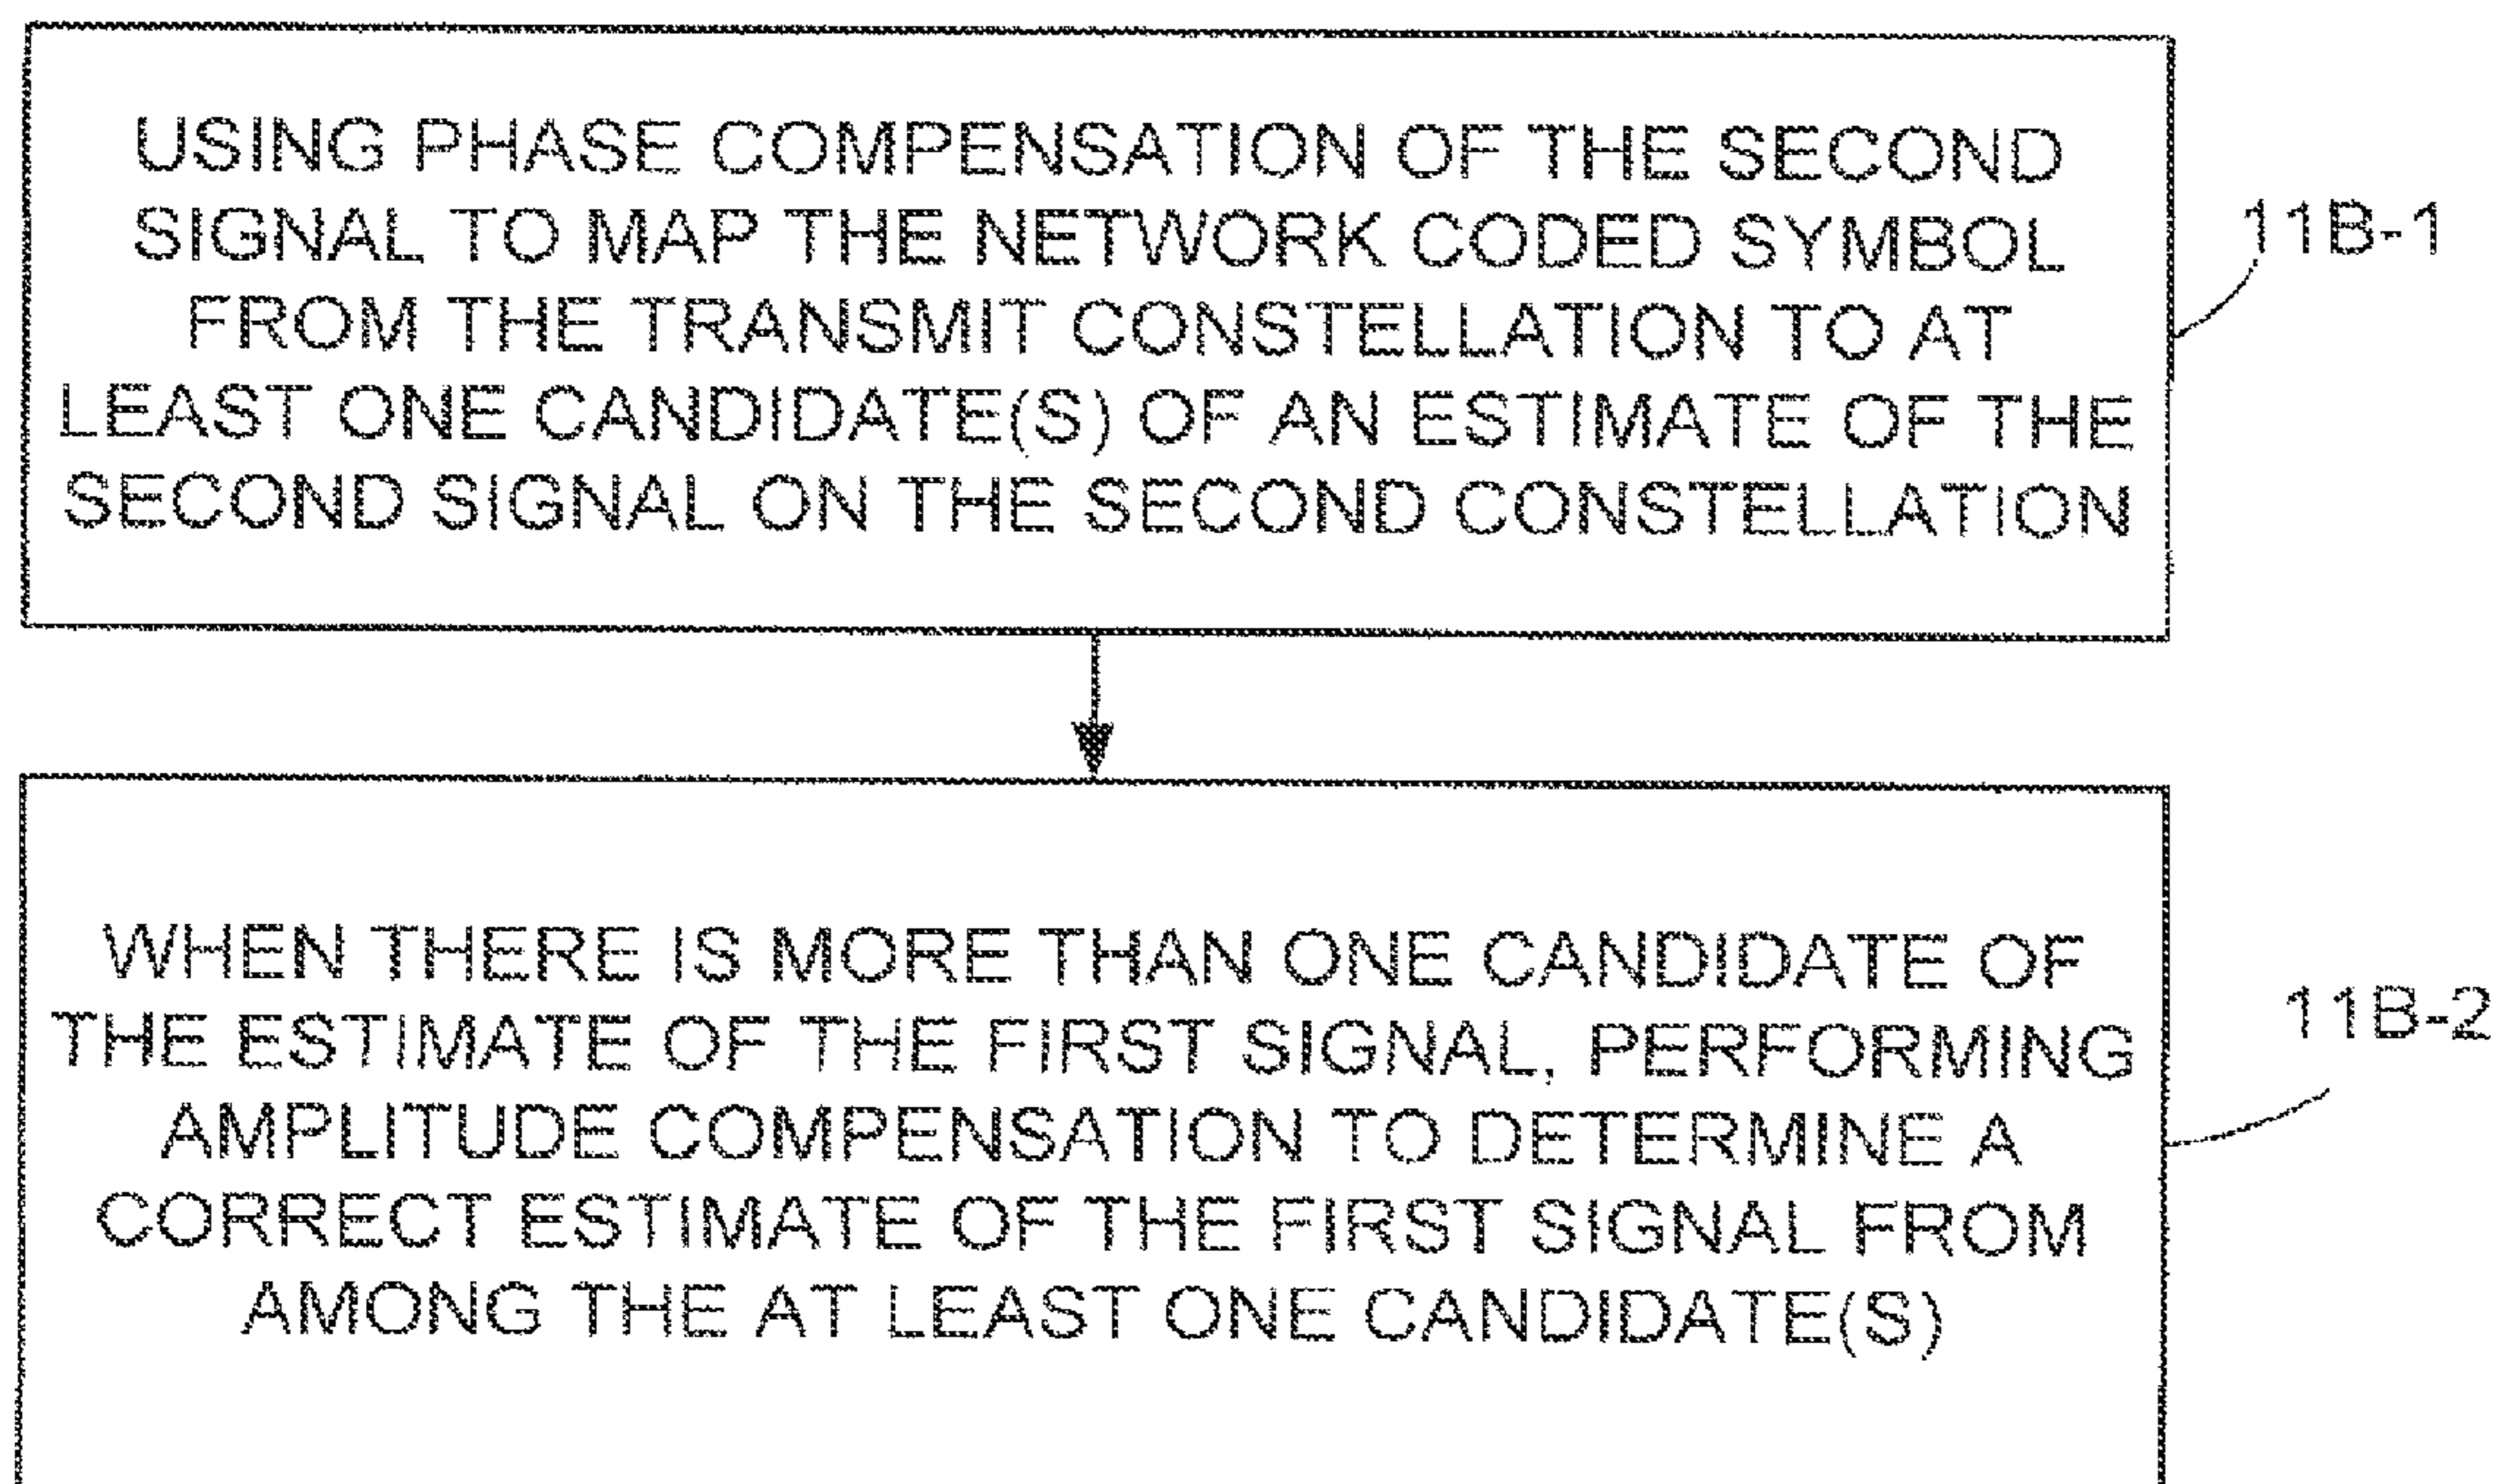 USING PHASE COMPENSATION OF THE SECOND
SIGNAL TO MAP THE NETWORK CODED SYMBOL
FROM THE TRANSMIT CONSTELLATION TO AT
LEAST ONE CANDIDATE(S) OF AN ESTIMATE OF THE
SECOND SIGNAL ON THE SECOND CONSTELLATION
11B-1
WHEN THERE IS MORE THAN ONE CANDIDATE OF
THE ESTIMATE OF THE FIRST SIGNAL, PERFORMING
AMPLITUDE COMPENSATION TO DETERMINE A
CORRECT ESTIMATE OF THE FIRST SIGNAL FROM
AMONG THE AT LEAST ONE CANDIDATE(S)
11B-2